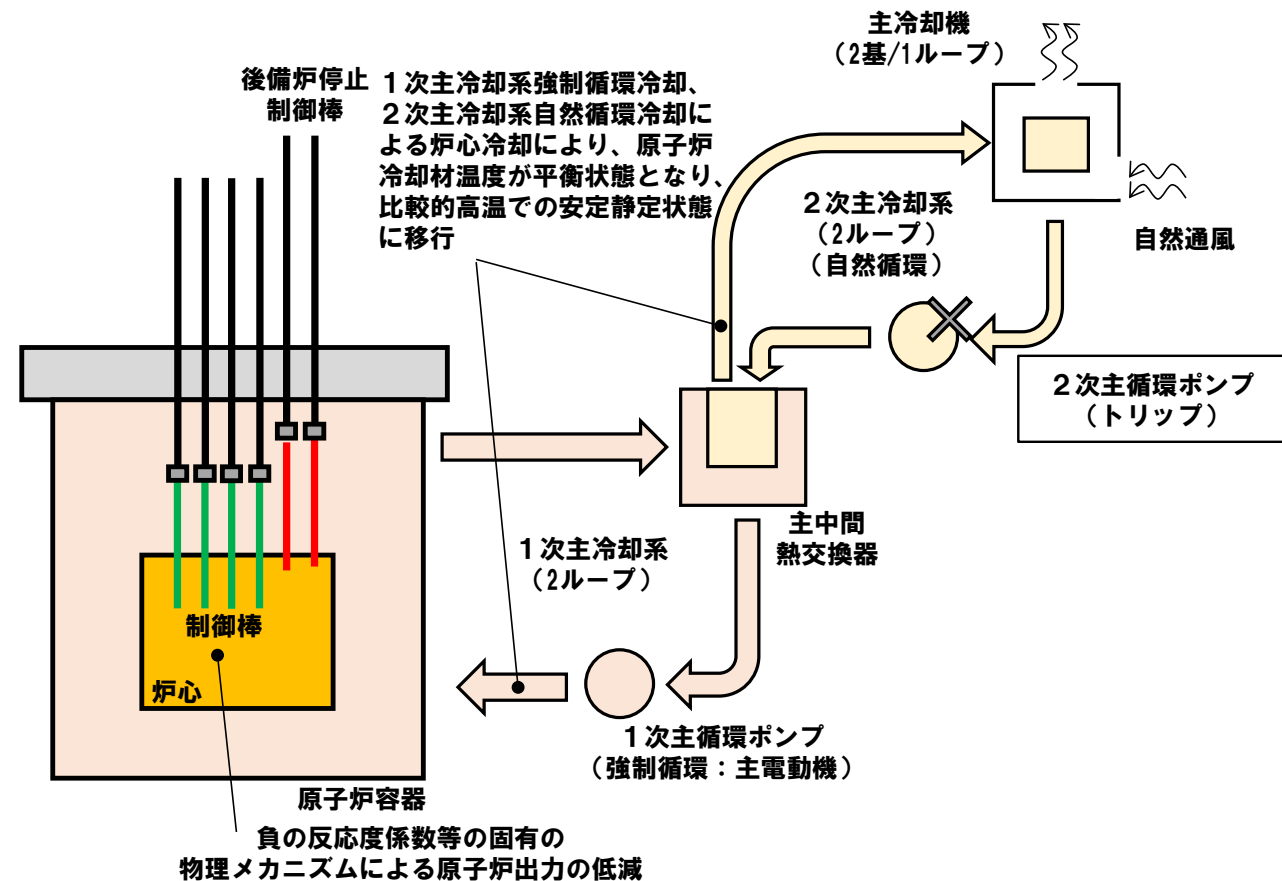 主冷却機
（2基/1ループ）
後備炉停止
制御棒
１次主冷却系強制循環冷却、
２次主冷却系自然循環冷却に
よる炉心冷却により、原子炉
冷却材温度が平衡状態となり、
比較的高温での安定静定状態
に移行
２次主冷却系
（2ループ）
（自然循環）
自然通風
２次主循環ポンプ
（トリップ）
主中間
熱交換器
１次主冷却系
（2ループ）
制御棒
炉心
１次主循環ポンプ
（強制循環：主電動機）
原子炉容器
負の反応度係数等の固有の
物理メカニズムによる原子炉出力の低減